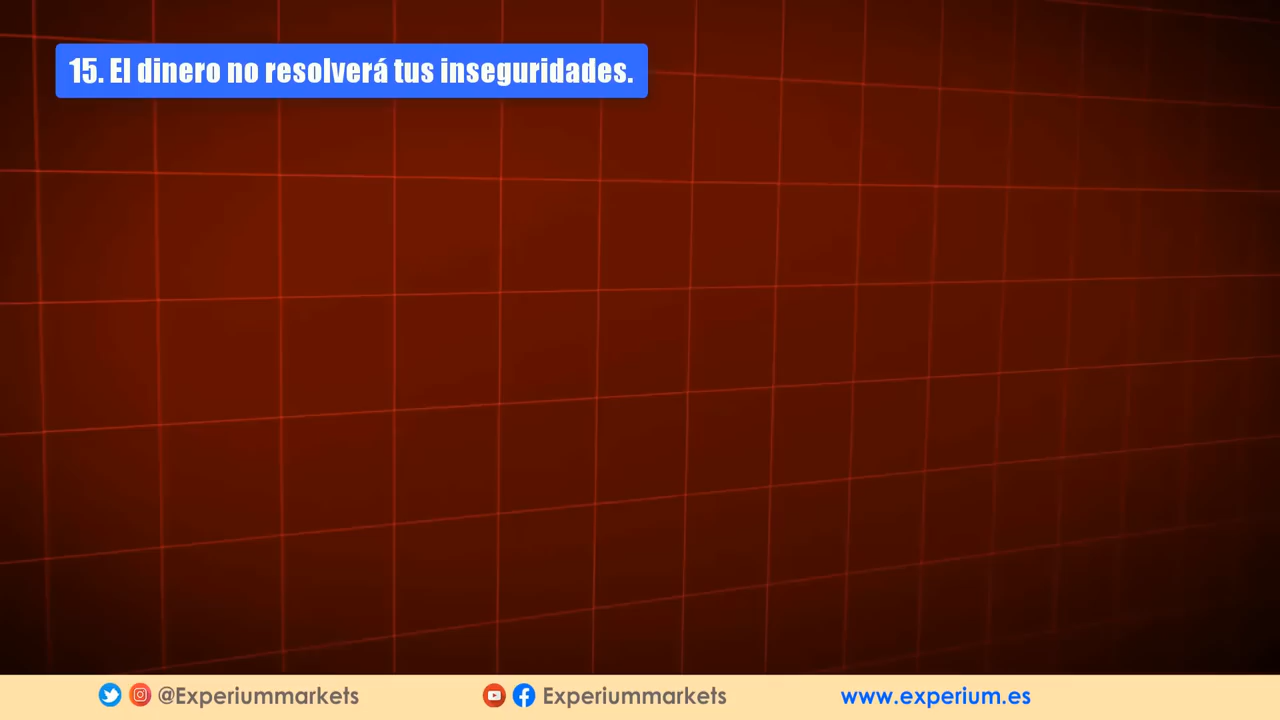 15. El dinero no resolverá tus inseguridades.
@Experiummarkets
Experiummarkets
www.experium.es